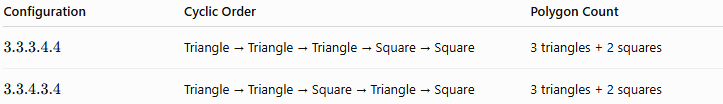 Configuration Cyclic Order Polygon Count
3.3.3.4.4 Triangle → Triangle → Triangle → Square → Square 3 triangles + 2 squares
3.3.4.3.4 Triangle → Triangle → Square → Triangle → Square 3 triangles + 2 squares